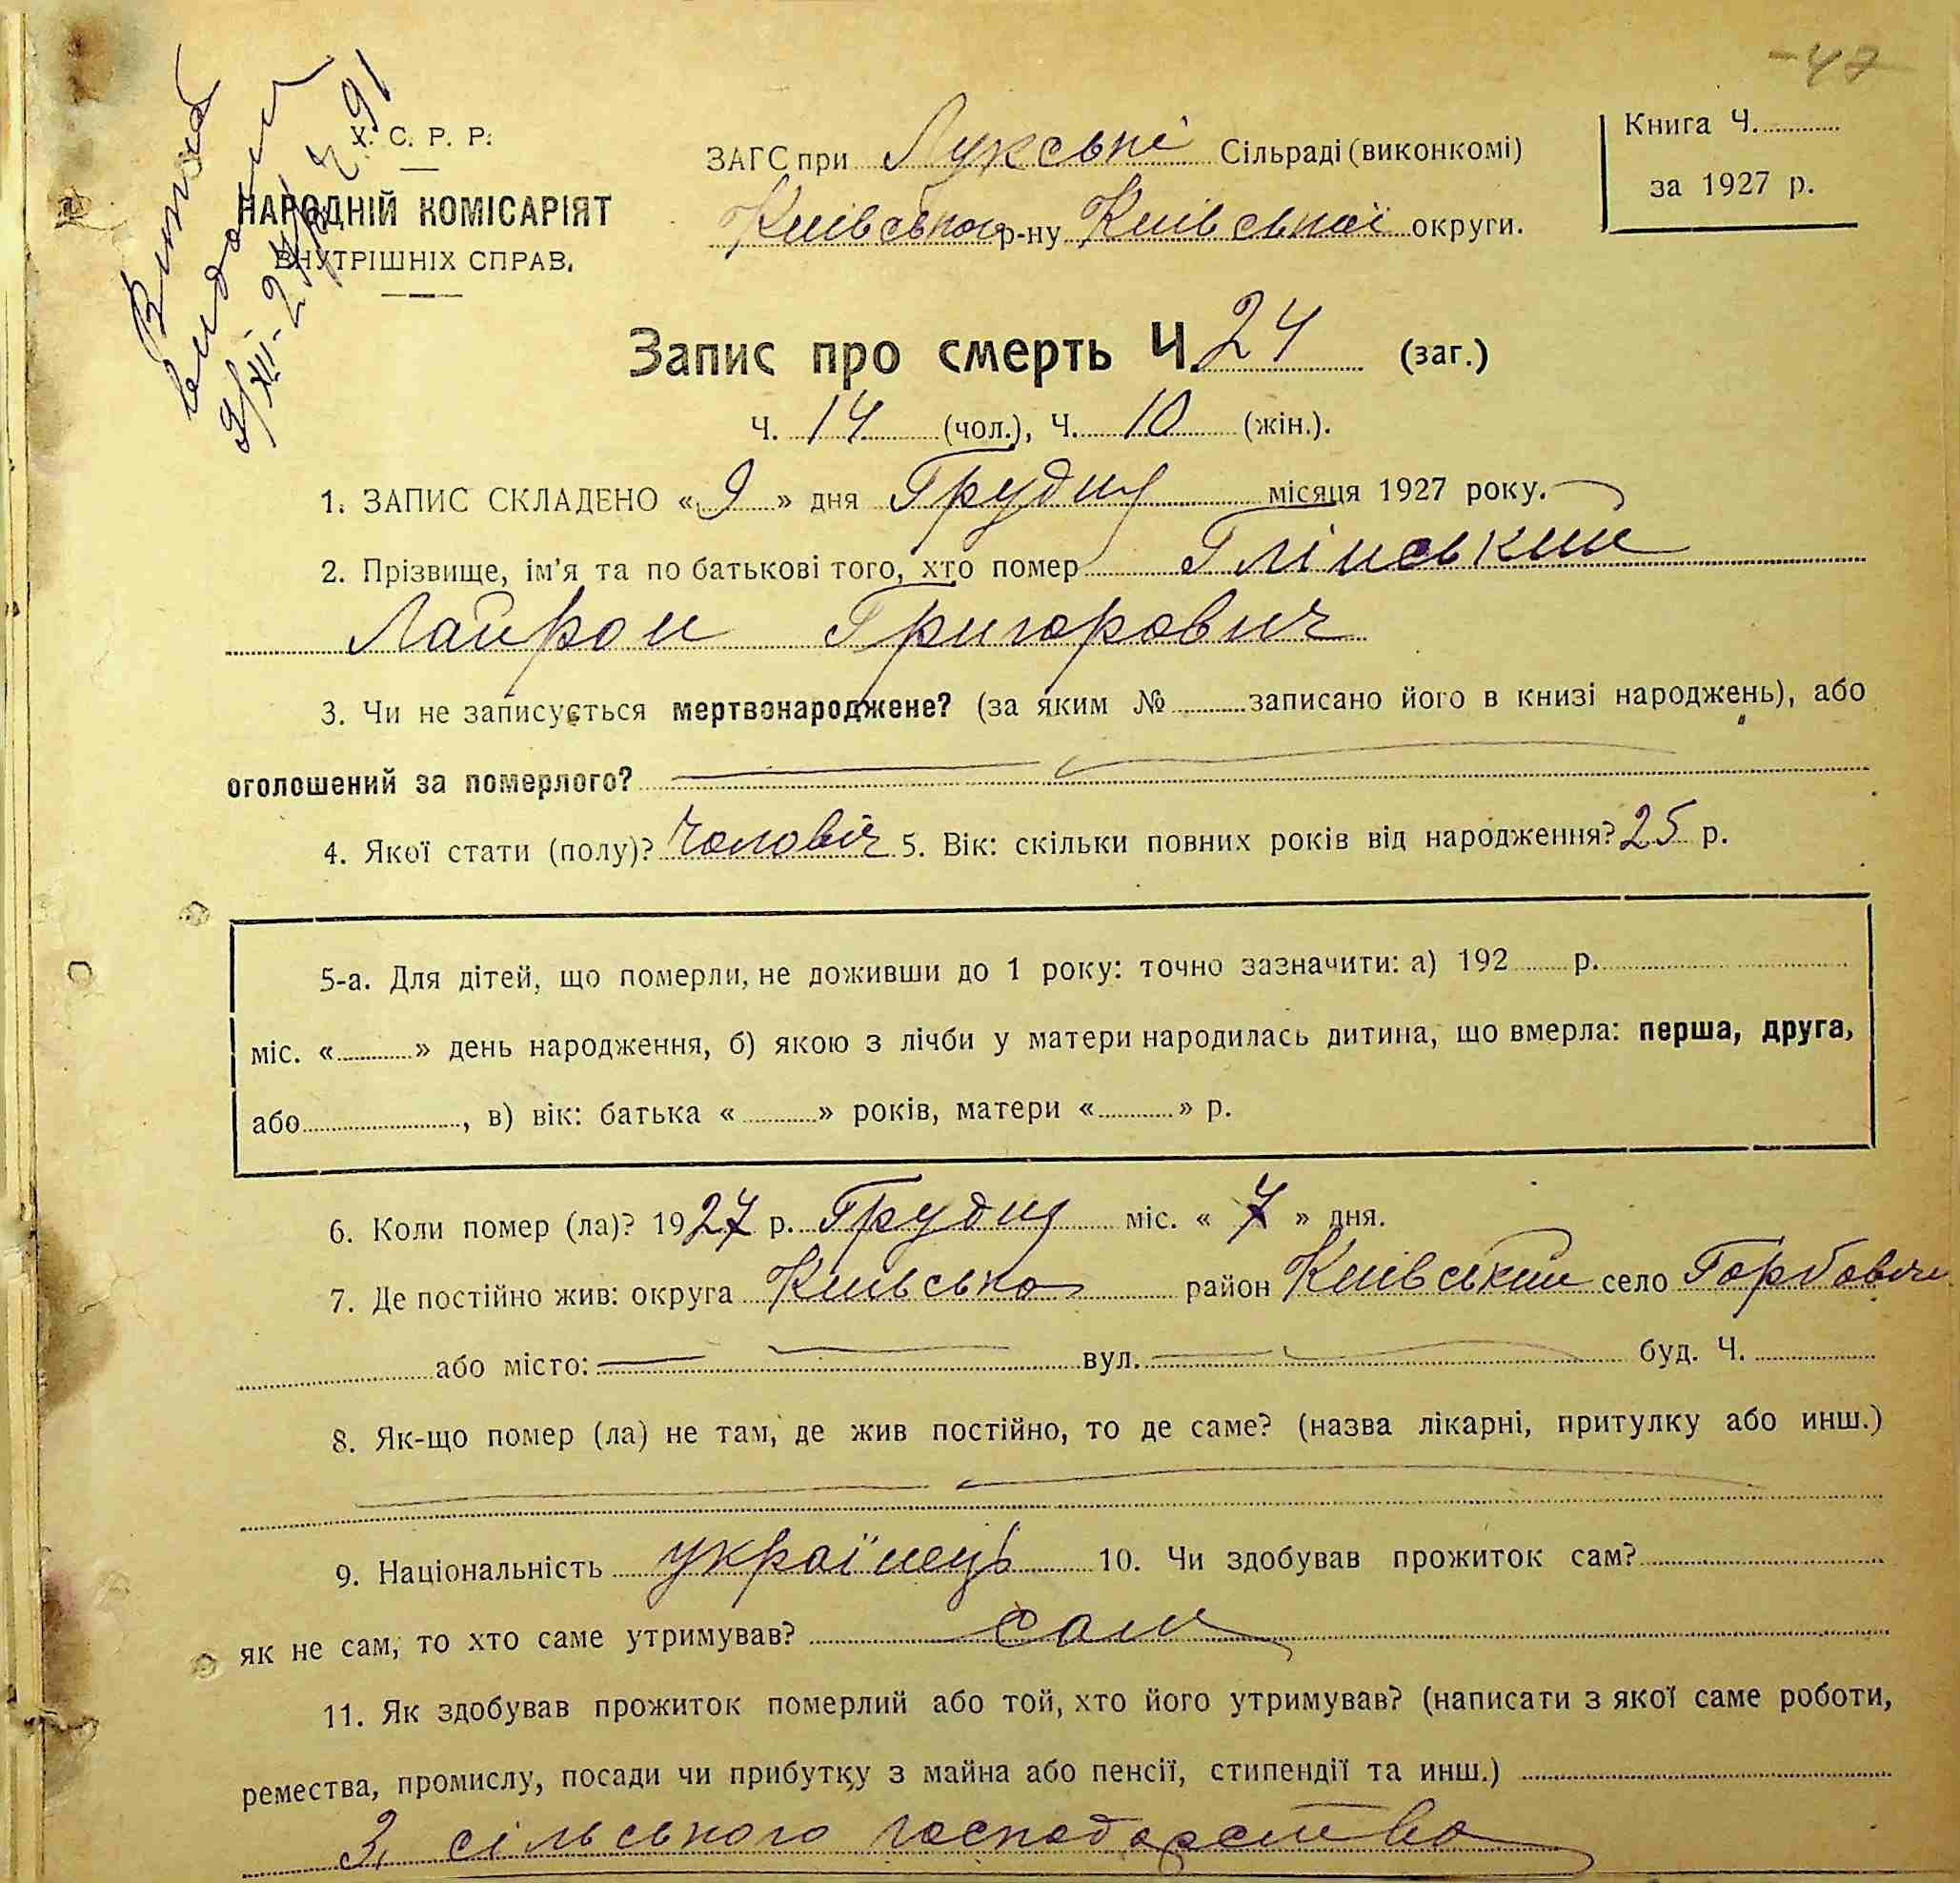 -47
Витяг
видани
9/XII-27 р. Ч. 91
У. С. Р. Р.
НАРОДНІЙ КОМІСАРІЯТ
ВНУТРІШНІХ СПРАВ.
ЗАГС при Лукські Сільраді (виконкомі)
Київського р-ну Київської округи.
Книга Ч.
за 1927 р.
Запис про смерть Ч. 24 (заг.)
Ч. 14 (чол.), Ч. 10 (жін.).
1. ЗАПИС СКЛАДЕНО « 9 » дня Грудня місяця 1927 року.
2. Прізвище, ім'я та по батькові того, хто помер Глінський
Лаврон Григорович
3. Чи не записується мертвонароджене? (за яким № записано його в книзі народжень), або
оголошений за померлого?
4. Якої стати (полу)? Чоловіч 5. Вік: скільки повних років від народження? 25 р.
5-а. Для дітей, що померли, не доживши до 1 року: точно зазначити: а) 192 р.
міс. « » день народження, б) якою з лічби у матери народилась дитина, що вмерла: перша, друга,
або , в) вік: батька « » років, матери « » р.
6. Коли помер (ла)? 1927 р. Грудня міс. « 7 » дня.
7. Де постійно жив: округа Київська район Київський село Горбовичи
або місто: вул. буд. Ч.
8. Як-що помер (ла) не там, де жив постійно, то де саме? (назва лікарні, притулку або инш.)
9. Національність українець 10. Чи здобував прожиток сам?
як не сам, то хто саме утримував? сам
11. Як здобував прожиток померлий або той, хто його утримував? (написати з якої саме роботи,
ремества, промислу, посади чи прибутку з майна або пенсії, стипендії та инш.)
З сільського господарства